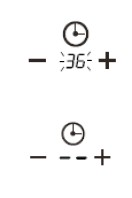 - 36 +
- -- +